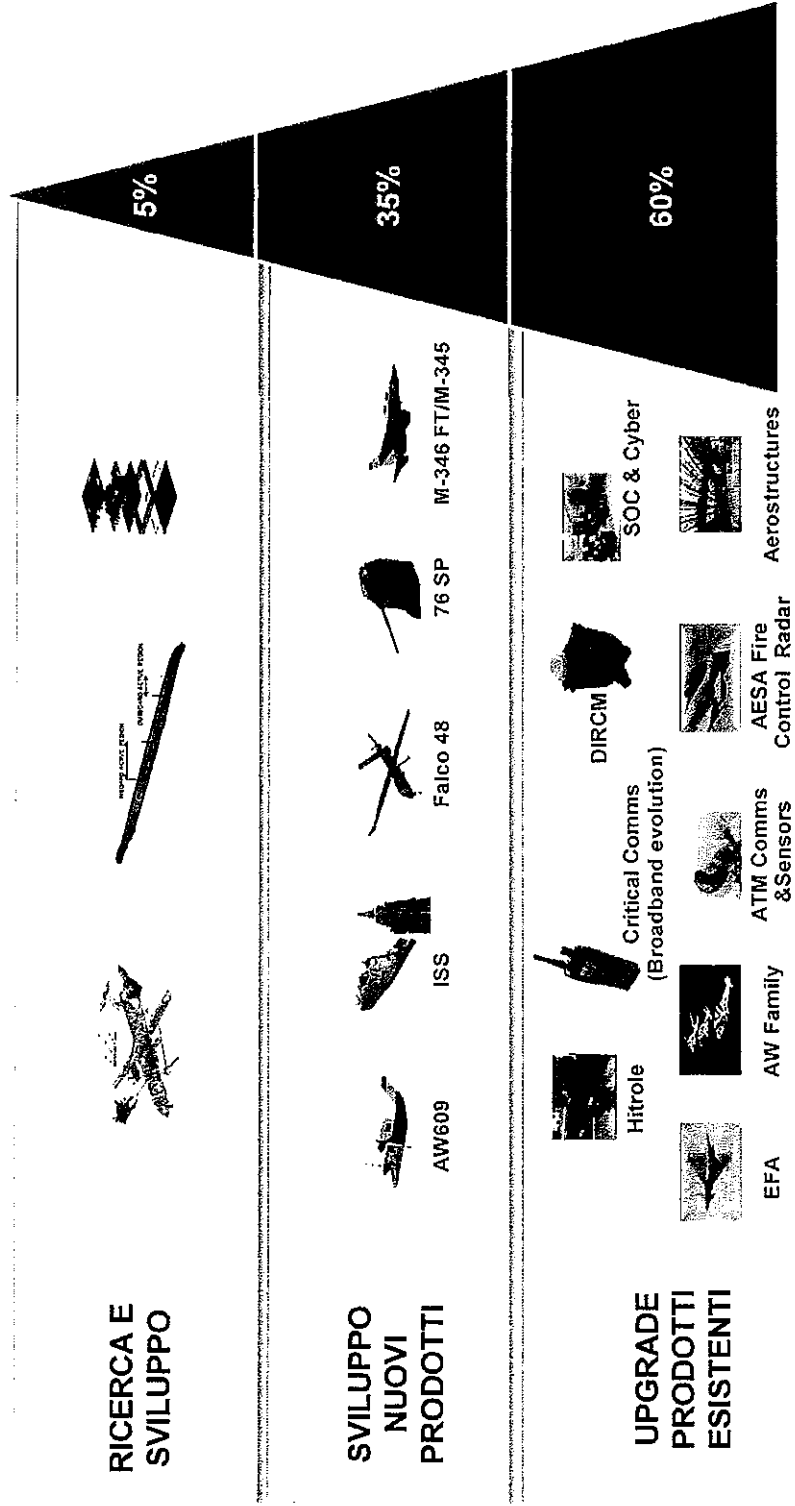 RICERCA E
SVILUPPO
5%
SVILUPPO
NUOVI
PRODOTTI
AW609
ISS
Falco 48
76 SP
M-346 FT/M-345
35%
UPGRADE
PRODOTTI
ESISTENTI
Hitrole
Critical Comms
(Broadband evolution)
DIRCM
SOC & Cyber
EFA
AW Family
ATM Comms
&Sensors
AESA Fire
Control Radar
Aerostructures
60%